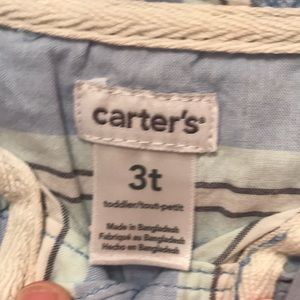 carter's®
3t
toddler/tout-petit
Made in Bangladesh
Fabriqué au Bangladesh
Hecho en Bangladesh